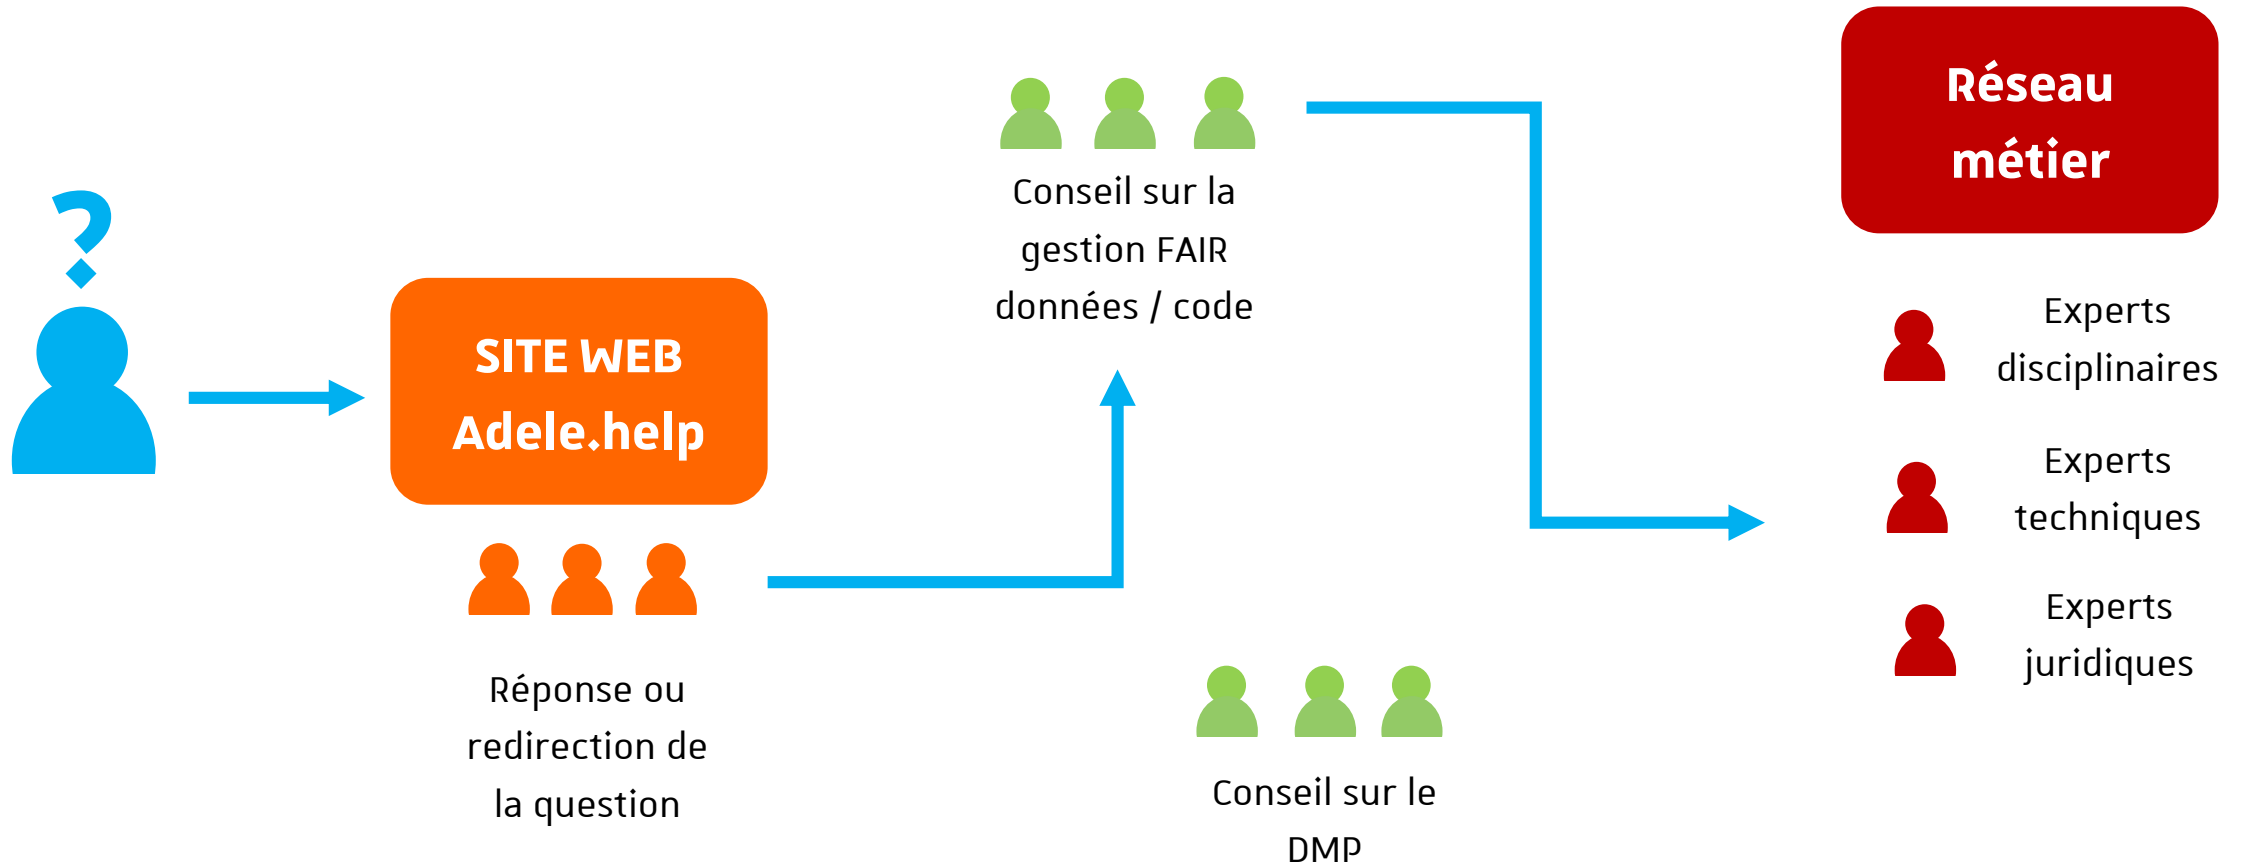 ?
SITE WEB
Adele.help
Réponse ou
redirection de
la question
Conseil sur la
gestion FAIR
données / code
Conseil sur le
DMP
Réseau
métier
Experts
disciplinaires
Experts
techniques
Experts
juridiques